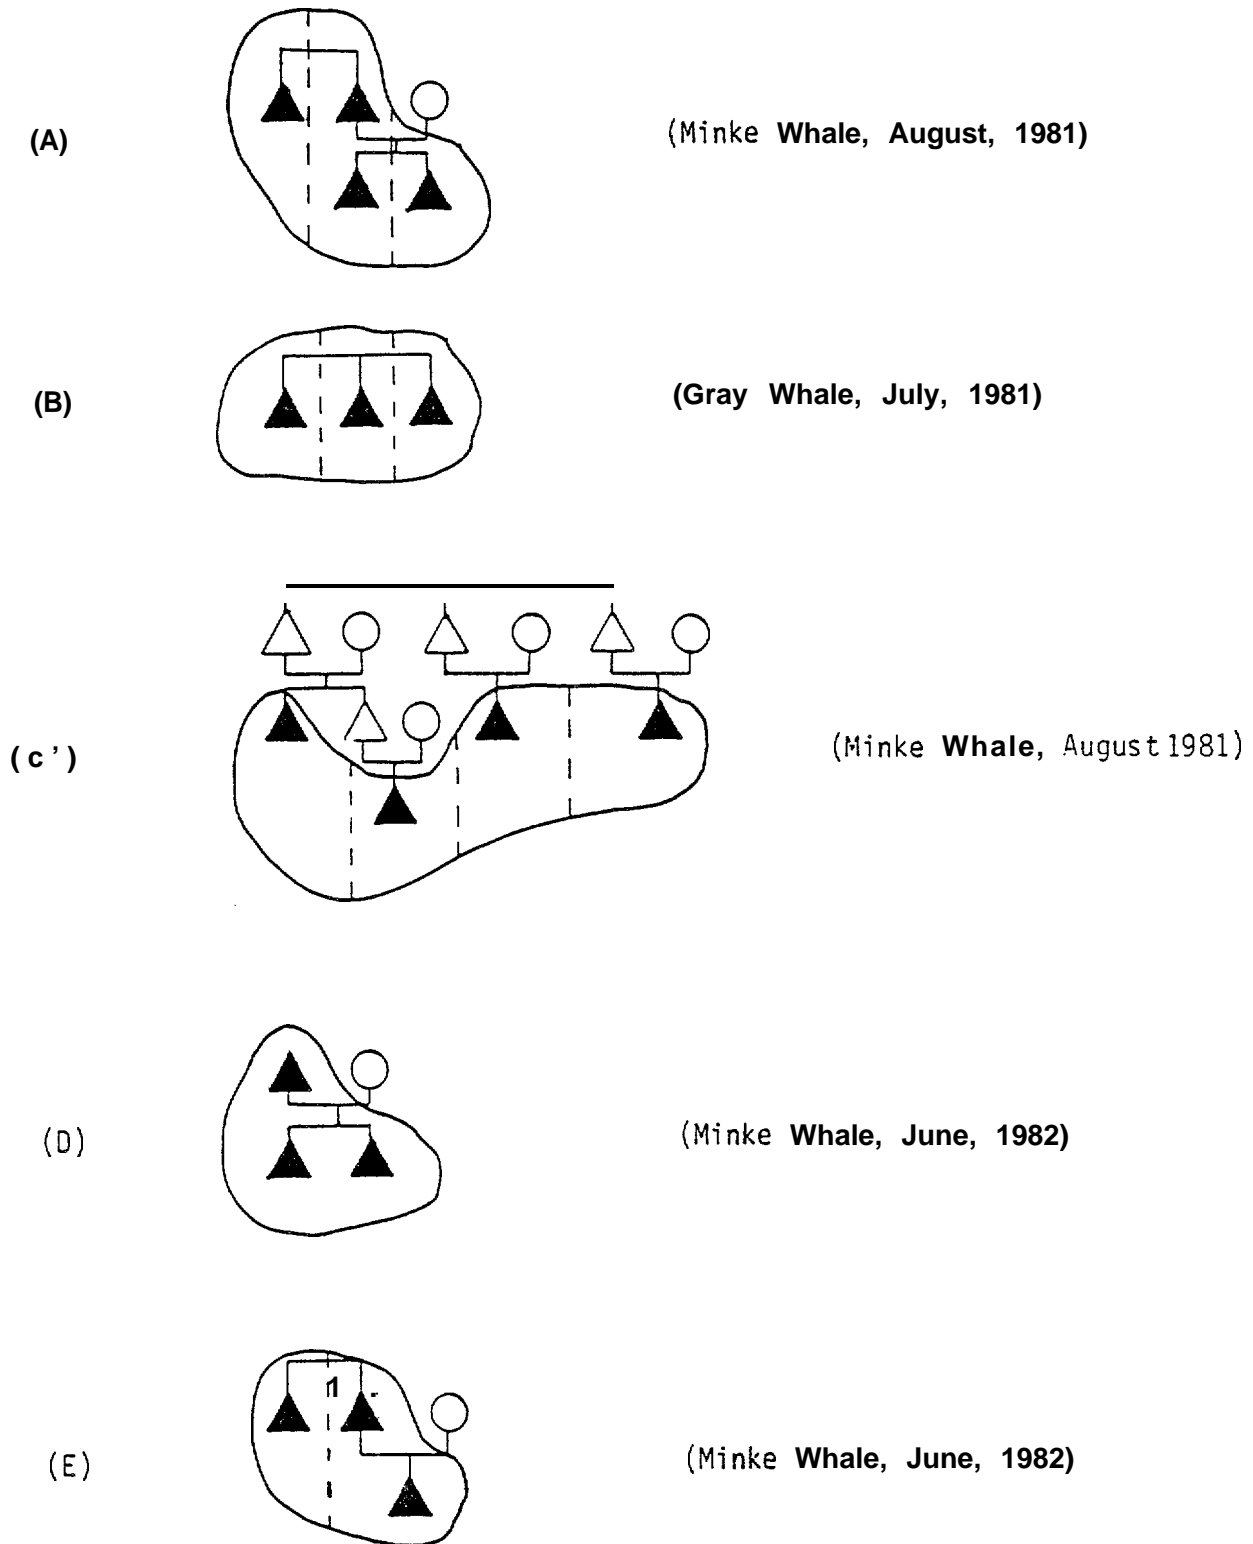 (A) (Minke Whale, August, 1981)
(B) (Gray Whale, July, 1981)
(c') (Minke Whale, August 1981)
(D) (Minke Whale, June, 1982)
1 -
(E) (Minke Whale, June, 1982)